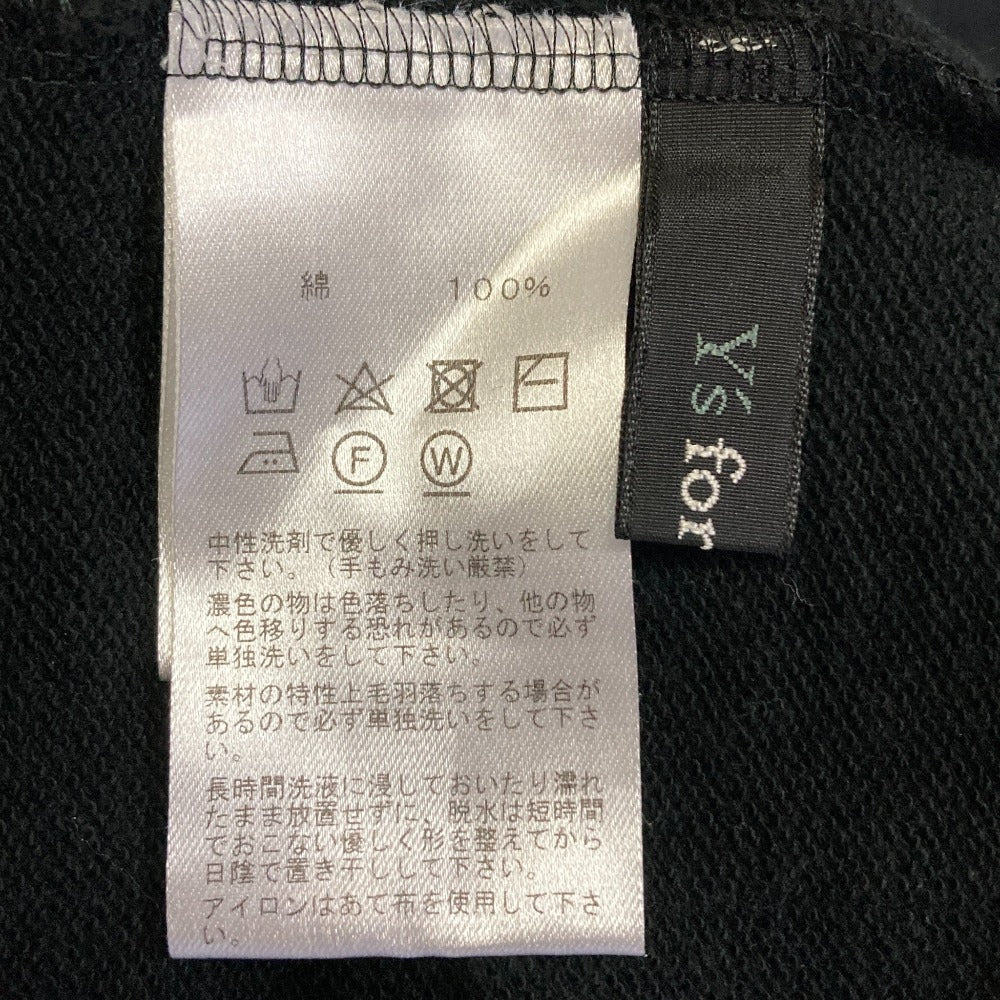 綿 100%
F W
中性洗剤で優しく押し洗いをして
下さい。(手もみ洗い厳禁)
濃色の物は色落ちしたり、他の物
へ色移りする恐れがあるので必ず
単独洗いをして下さい。
素材の特性上毛羽落ちする場合が
あるので必ず単独洗いをして下さ
い。
長時間洗液に浸しておいたり濡れ
たまま放置せずに、脱水は短時間
でおこない優しく形を整えてから
日陰で置き干しして下さい。
アイロンはあて布を使用して下さ
い。
Y's for